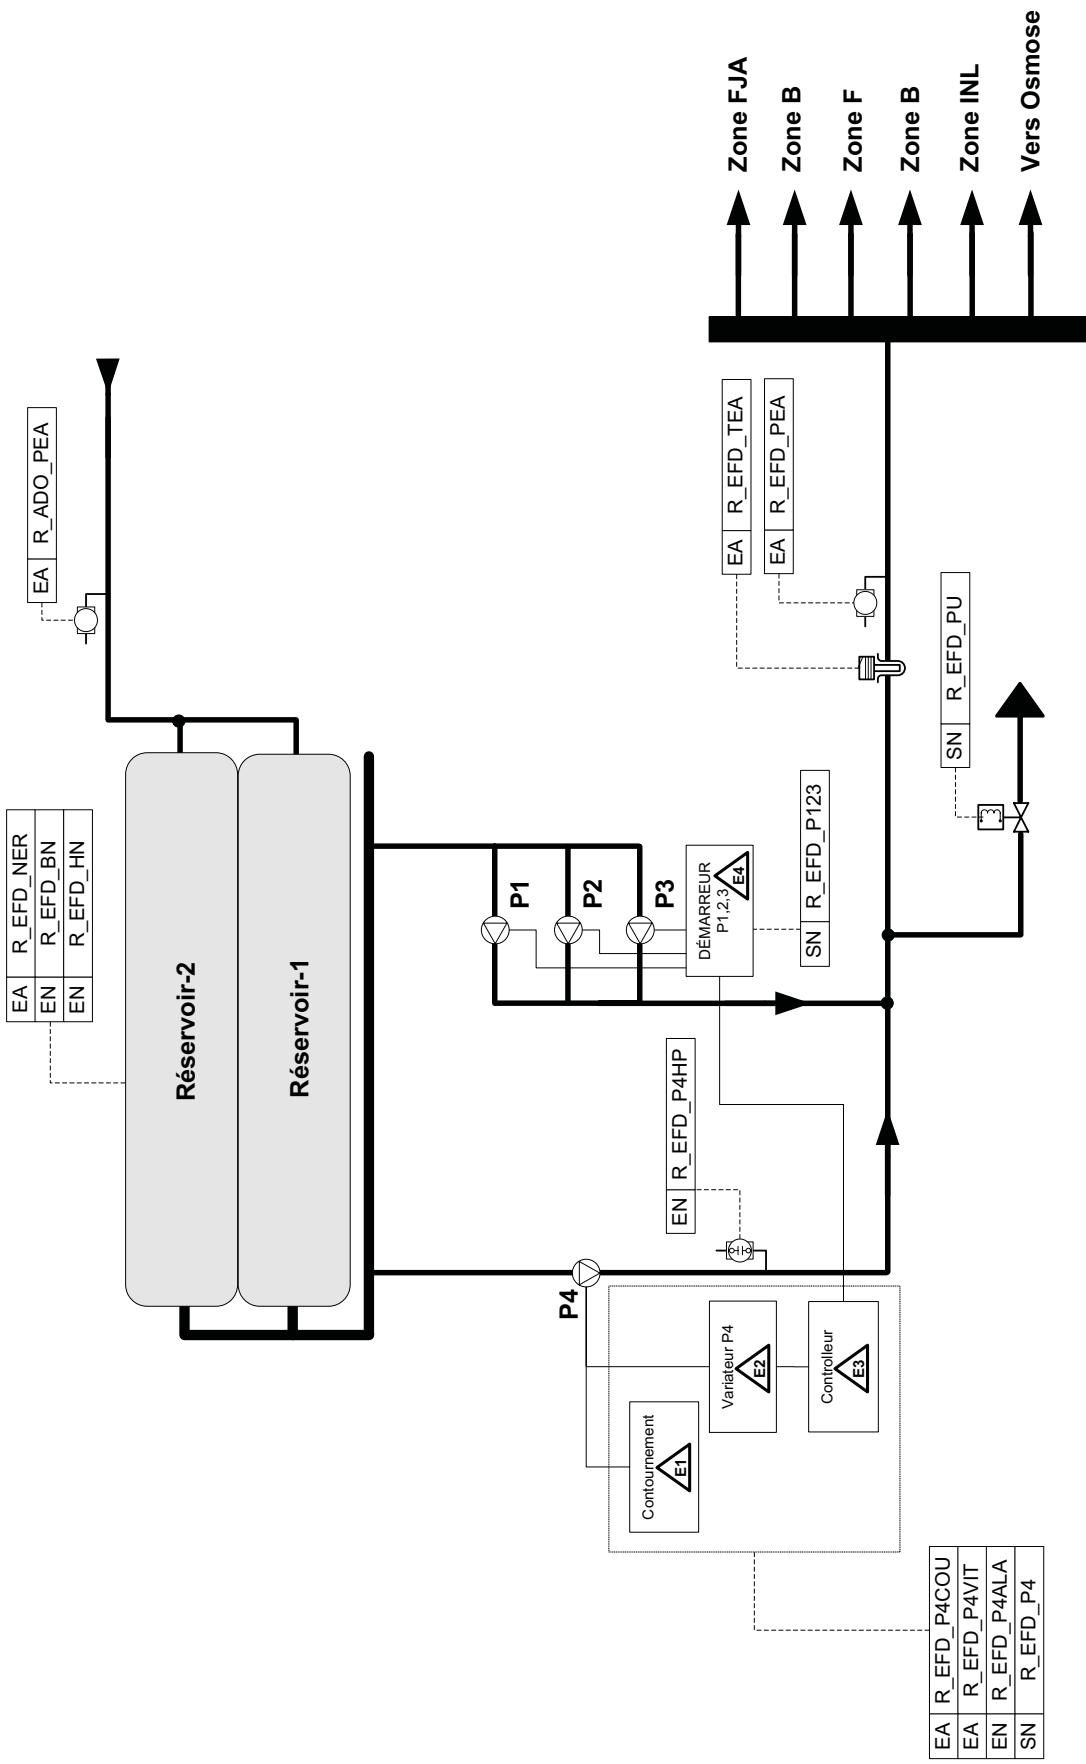 EA R_EFD_NER
EN R_EFD_BN
EN R_EFD_HN
EA R_ADO_PEA
Réservoir-2
Réservoir-1
P1
P2
P3
DÉMARREUR
P1,2,3
E4
SN R_EFD_P123
P4
EN R_EFD_P4HP
Contournement
E1
Variateur P4
E2
Controlleur
E3
EA R_EFD_P4COU
EA R_EFD_P4VIT
EN R_EFD_P4ALA
SN R_EFD_P4
EA R_EFD_TEA
EA R_EFD_PEA
SN R_EFD_PU
Zone FJA
Zone B
Zone F
Zone B
Zone INL
Vers Osmose